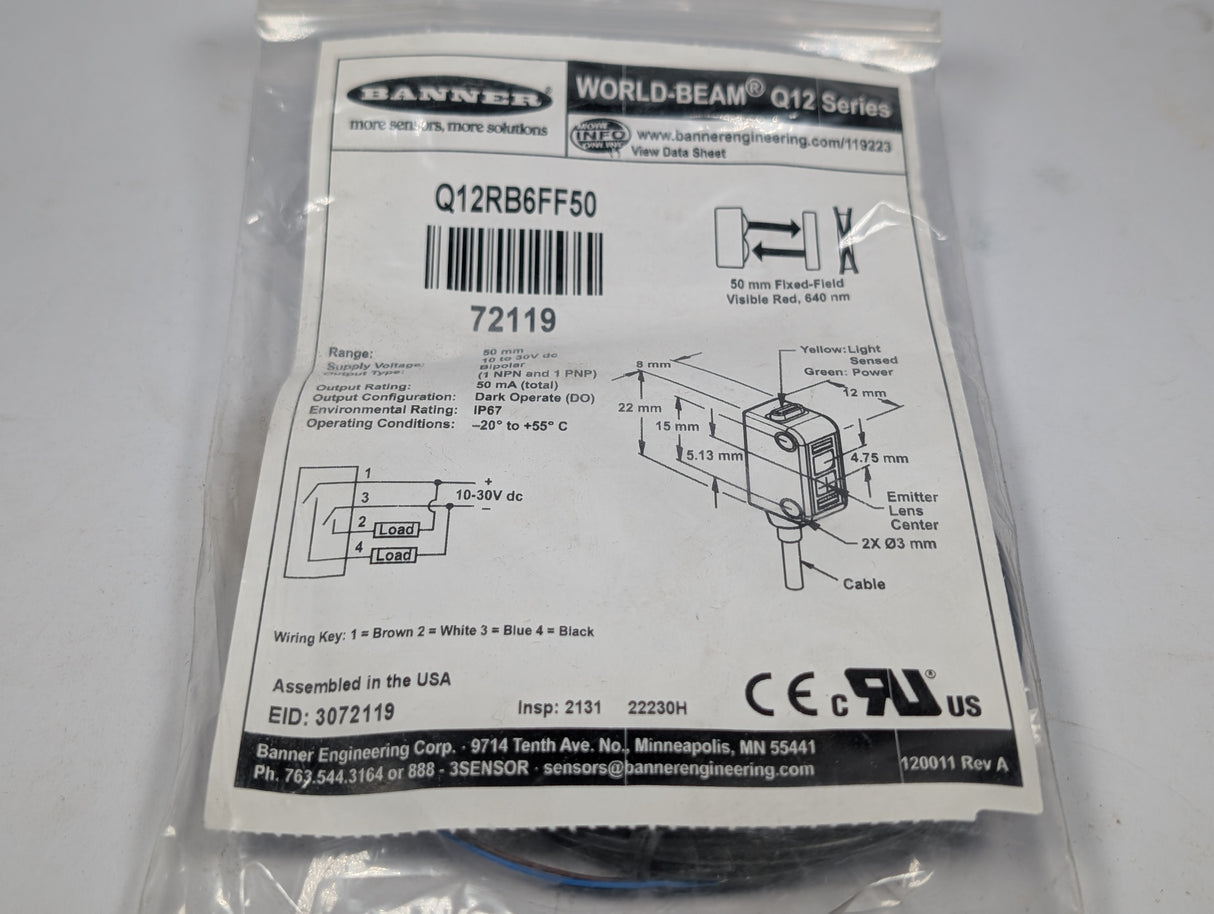 BANNER
more sensors, more solutions
WORLD-BEAM® Q12 Series
MORE INFO ONLINE
www.bannerengineering.com/119223
View Data Sheet
Q12RB6FF50
72119
50 mm Fixed-Field
Visible Red, 640 nm
Range: 50 mm
Supply Voltage: 10 to 30V dc
Output Type: Bipolar
(1 NPN and 1 PNP)
Output Rating: 50 mA (total)
Output Configuration: Dark Operate (DO)
Environmental Rating: IP67
Operating Conditions: –20° to +55° C
Yellow: Light
Sensed
Green: Power
8 mm
12 mm
22 mm
15 mm
5.13 mm
4.75 mm
Emitter
Lens
Center
2X Ø3 mm
Cable
1
+
3
10-30V dc
–
2
Load
4
Load
Wiring Key: 1 = Brown 2 = White 3 = Blue 4 = Black
Assembled in the USA
EID: 3072119
Insp: 2131 22230H
CE c RU® US
Banner Engineering Corp. · 9714 Tenth Ave. No., Minneapolis, MN 55441
Ph. 763.544.3164 or 888 - 3SENSOR · sensors@bannerengineering.com
120011 Rev A